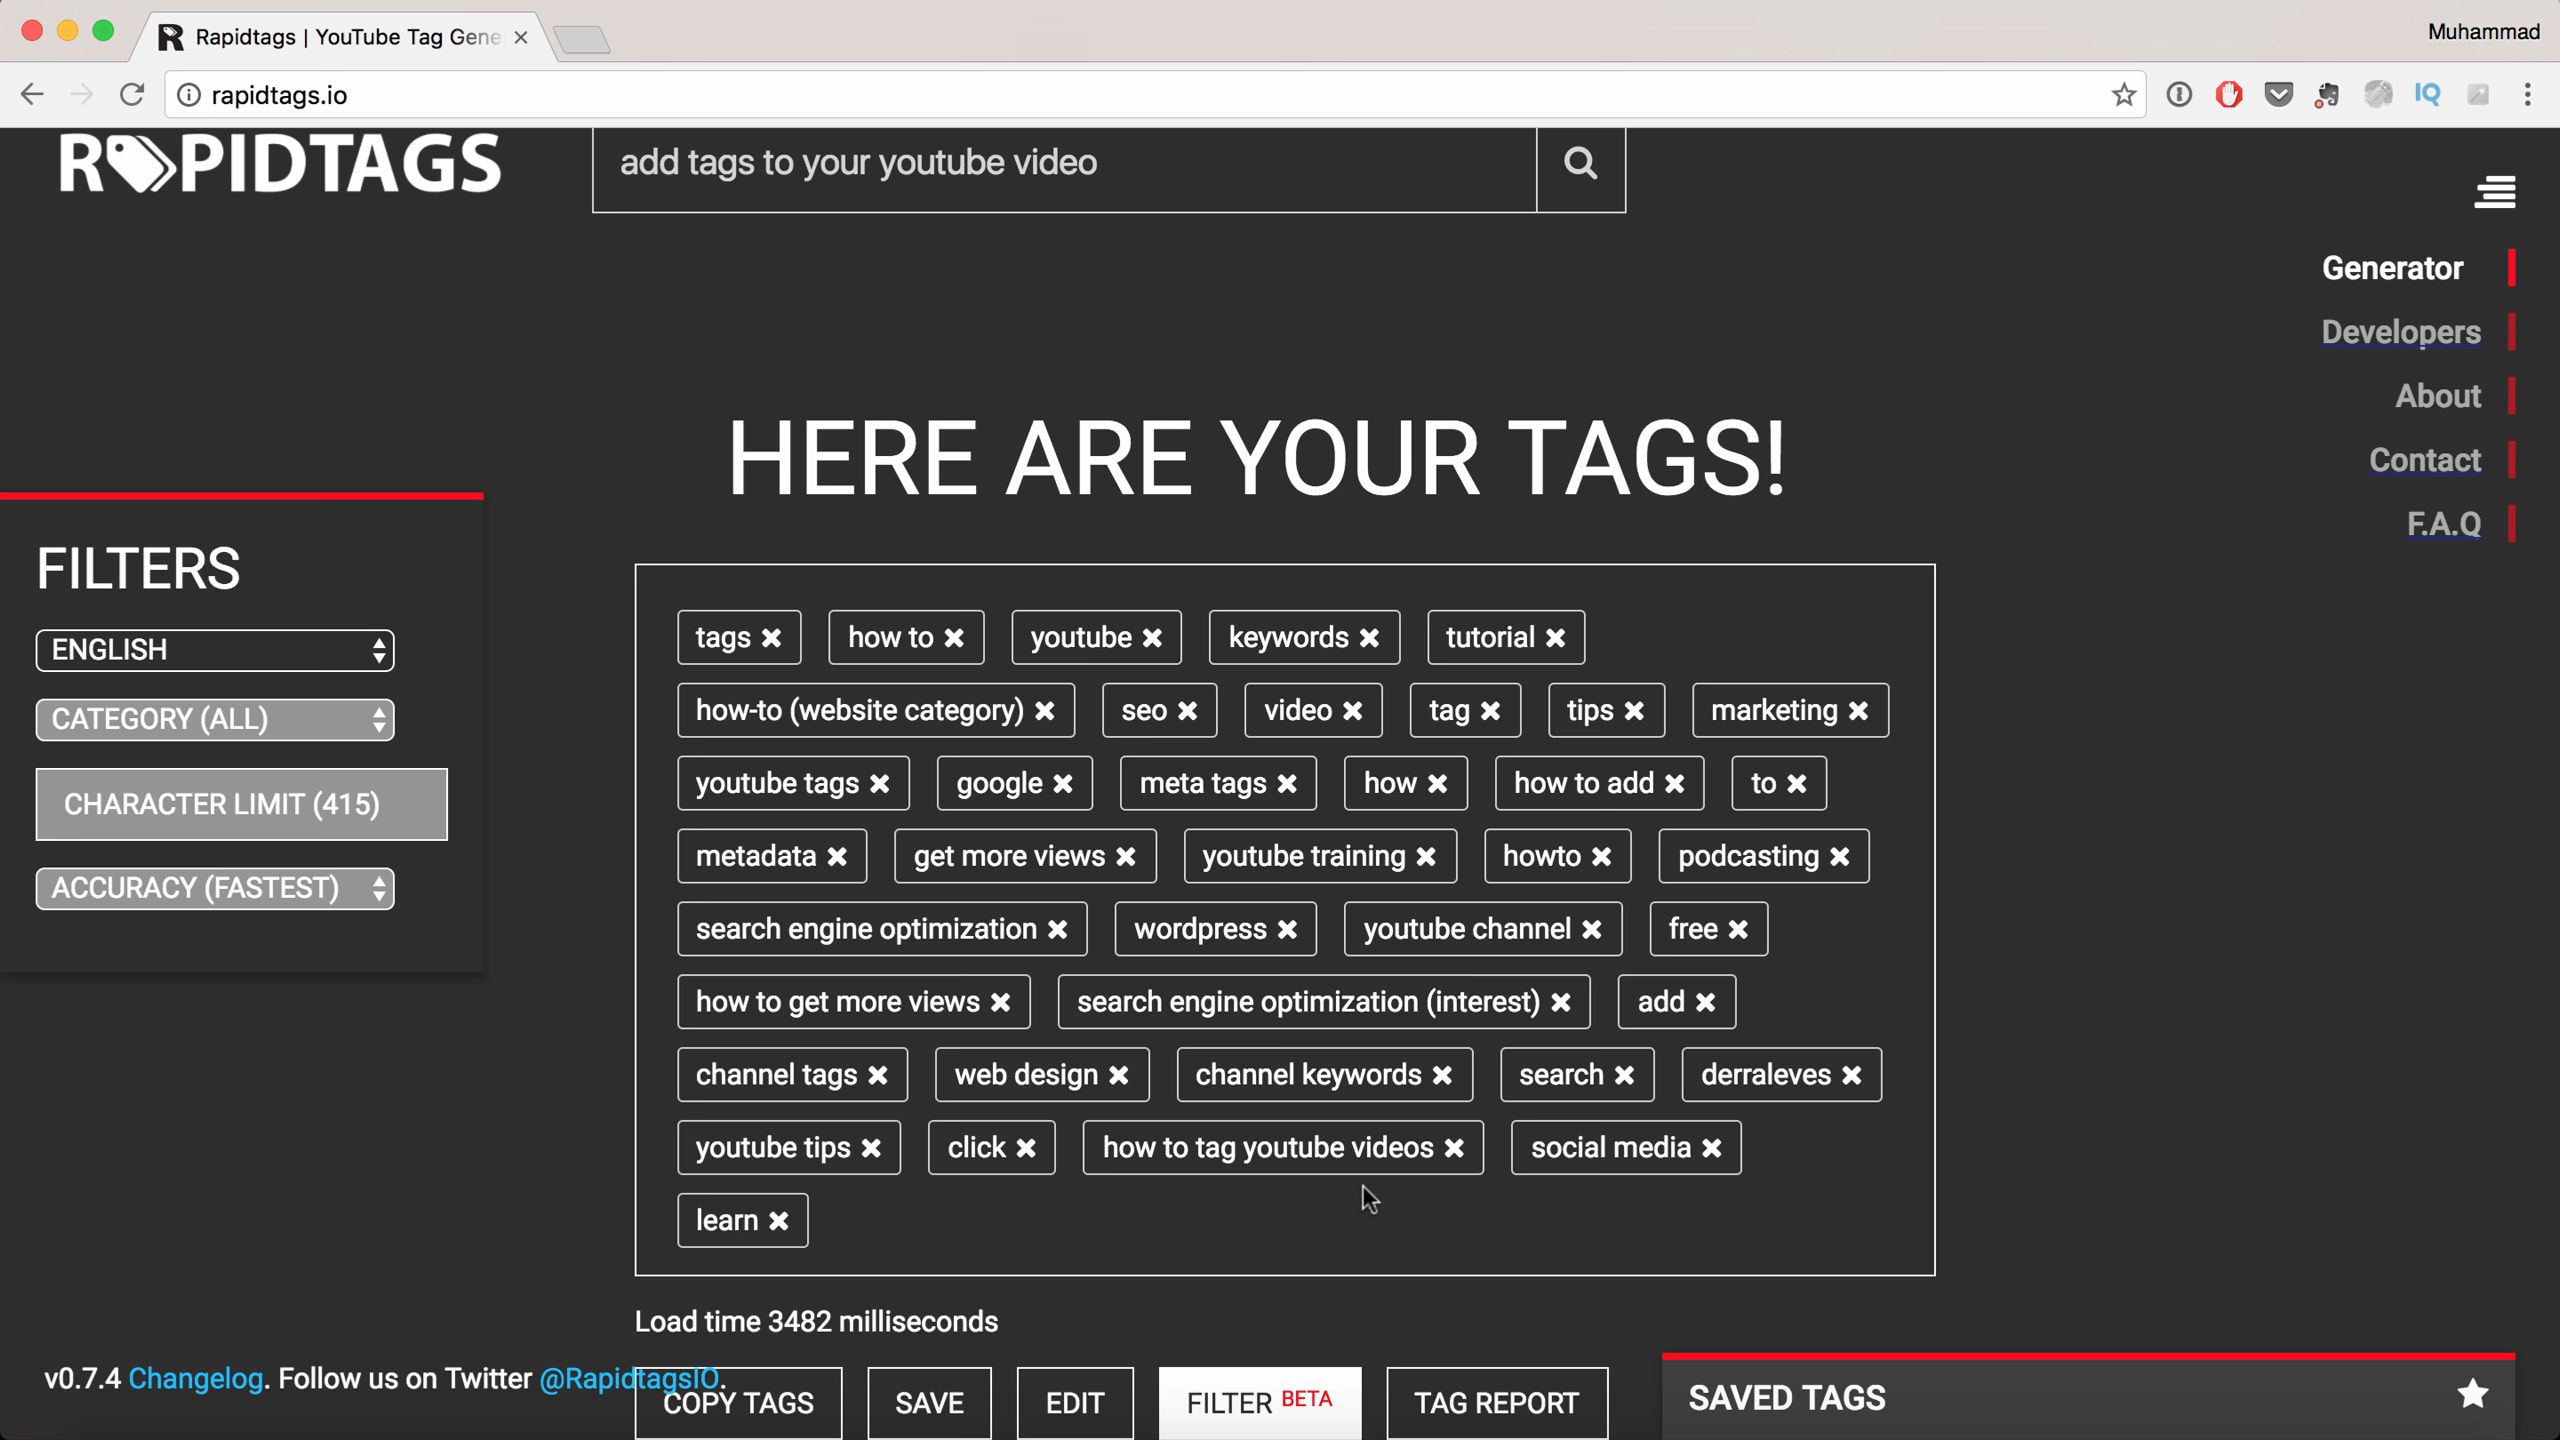 Rapidtags | YouTube Tag Gene
Muhammad
rapidtags.io
IQ
RAPIDTAGS
add tags to your youtube video
Generator
Developers
About
Contact
F.A.Q
HERE ARE YOUR TAGS!
FILTERS
ENGLISH
CATEGORY (ALL)
CHARACTER LIMIT (415)
ACCURACY (FASTEST)
tags how to youtube keywords tutorial
how-to (website category) seo video tag tips marketing
youtube tags google meta tags how how to add to
metadata get more views youtube training howto podcasting
search engine optimization wordpress youtube channel free
how to get more views search engine optimization (interest) add
channel tags web design channel keywords search derraleves
youtube tips click how to tag youtube videos social media
learn
Load time 3482 milliseconds
v0.7.4 Changelog. Follow us on Twitter @RapidtagsIO.
COPY TAGS SAVE EDIT FILTER BETA TAG REPORT
SAVED TAGS